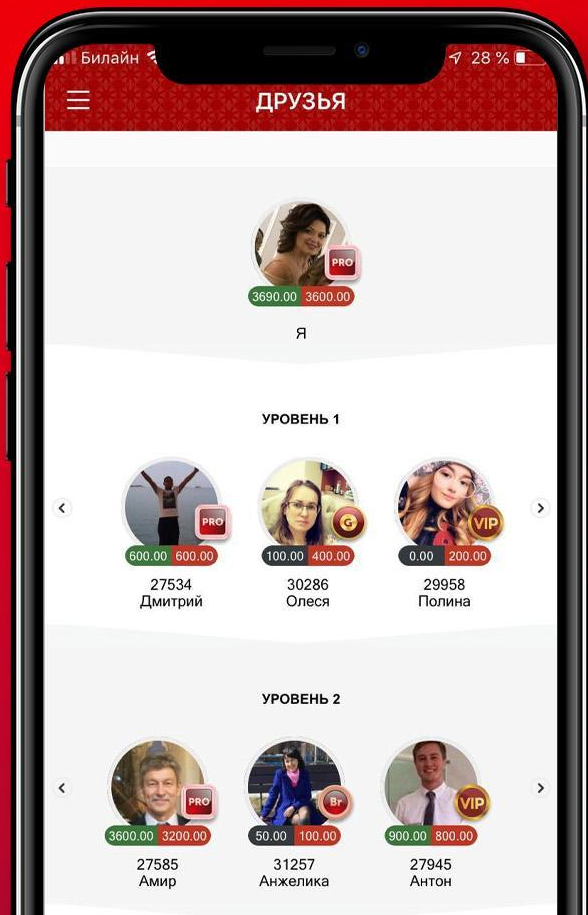 Билайн 28 %
ДРУЗЬЯ
PRO
3690.00 3600.00
Я
УРОВЕНЬ 1
PRO G VIP
600.00 600.00 100.00 400.00 0.00 200.00
27534 30286 29958
Дмитрий Олеся Полина
УРОВЕНЬ 2
PRO Br VIP
3600.00 3200.00 50.00 100.00 900.00 800.00
27585 31257 27945
Амир Анжелика Антон